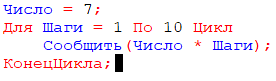 Число = 7;
Для Шаги = 1 По 10 Цикл
    Сообщить(Число * Шаги);
КонецЦикла;